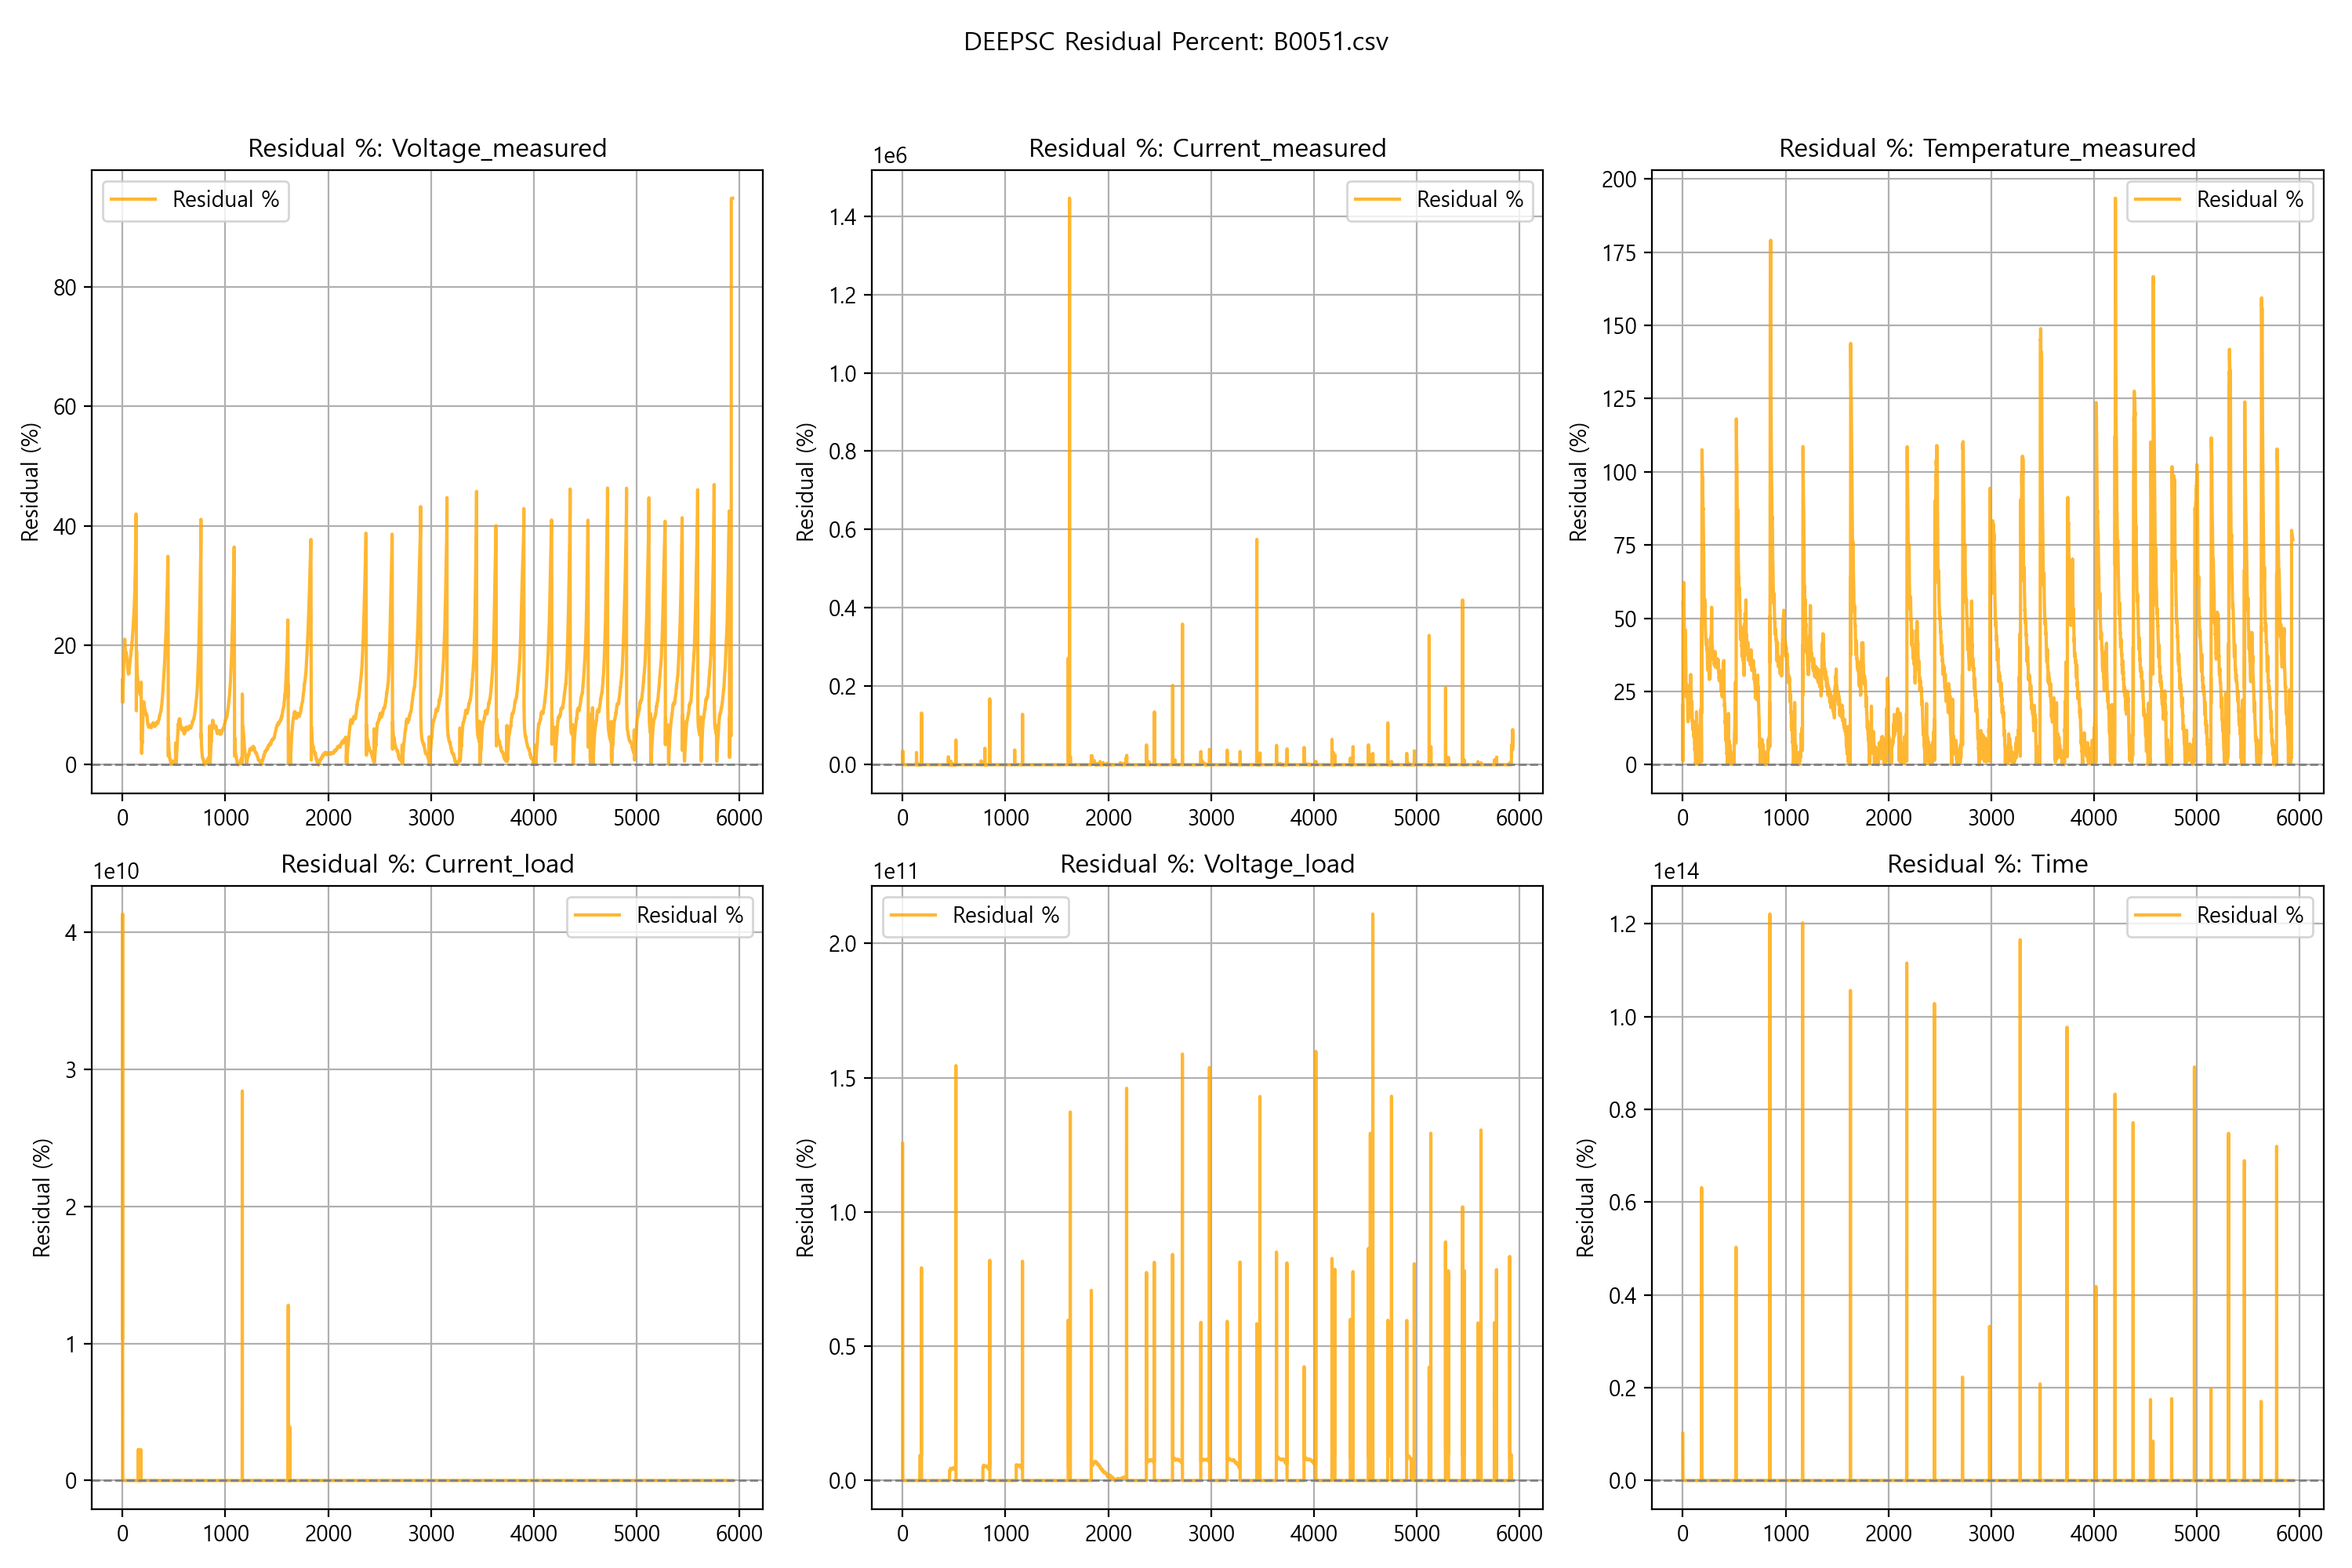 DEEPSC Residual Percent: B0051.csv
Residual %: Voltage_measured
Residual %
Residual (%)
80
60
40
20
0
0 1000 2000 3000 4000 5000 6000
Residual %: Current_measured
1e6
Residual %
Residual (%)
1.4
1.2
1.0
0.8
0.6
0.4
0.2
0.0
0 1000 2000 3000 4000 5000 6000
Residual %: Temperature_measured
Residual %
Residual (%)
200
175
150
125
100
75
50
25
0
0 1000 2000 3000 4000 5000 6000
Residual %: Current_load
1e10
Residual %
Residual (%)
4
3
2
1
0
0 1000 2000 3000 4000 5000 6000
Residual %: Voltage_load
1e11
Residual %
Residual (%)
2.0
1.5
1.0
0.5
0.0
0 1000 2000 3000 4000 5000 6000
Residual %: Time
1e14
Residual %
Residual (%)
1.2
1.0
0.8
0.6
0.4
0.2
0.0
0 1000 2000 3000 4000 5000 6000